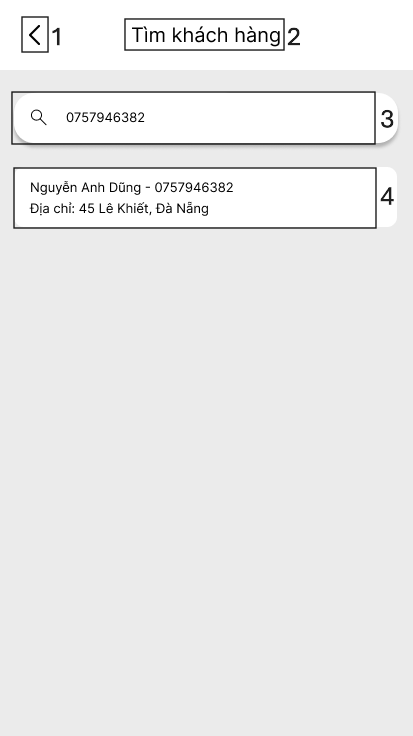 1
Tìm khách hàng 2
0757946382 3
Nguyễn Anh Dũng - 0757946382
Địa chỉ: 45 Lê Khiết, Đà Nẵng
4